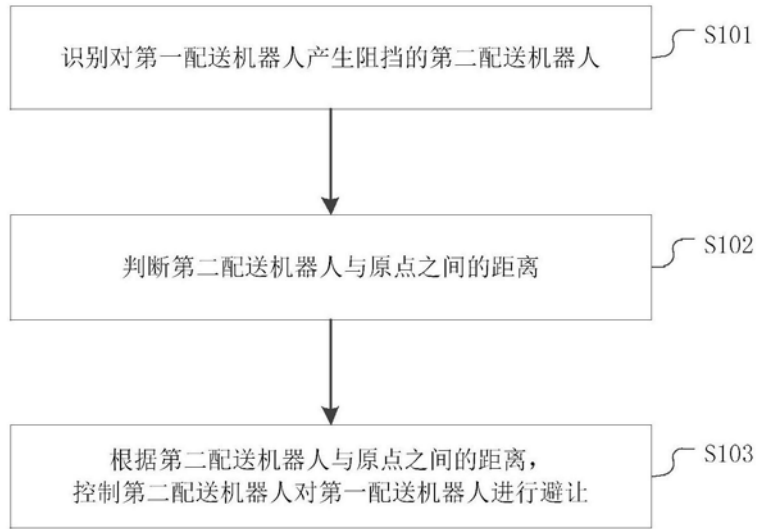 识别对第一配送机器人产生阻挡的第二配送机器人
S101
判断第二配送机器人与原点之间的距离
S102
根据第二配送机器人与原点之间的距离，
控制第二配送机器人对第一配送机器人进行避让
S103